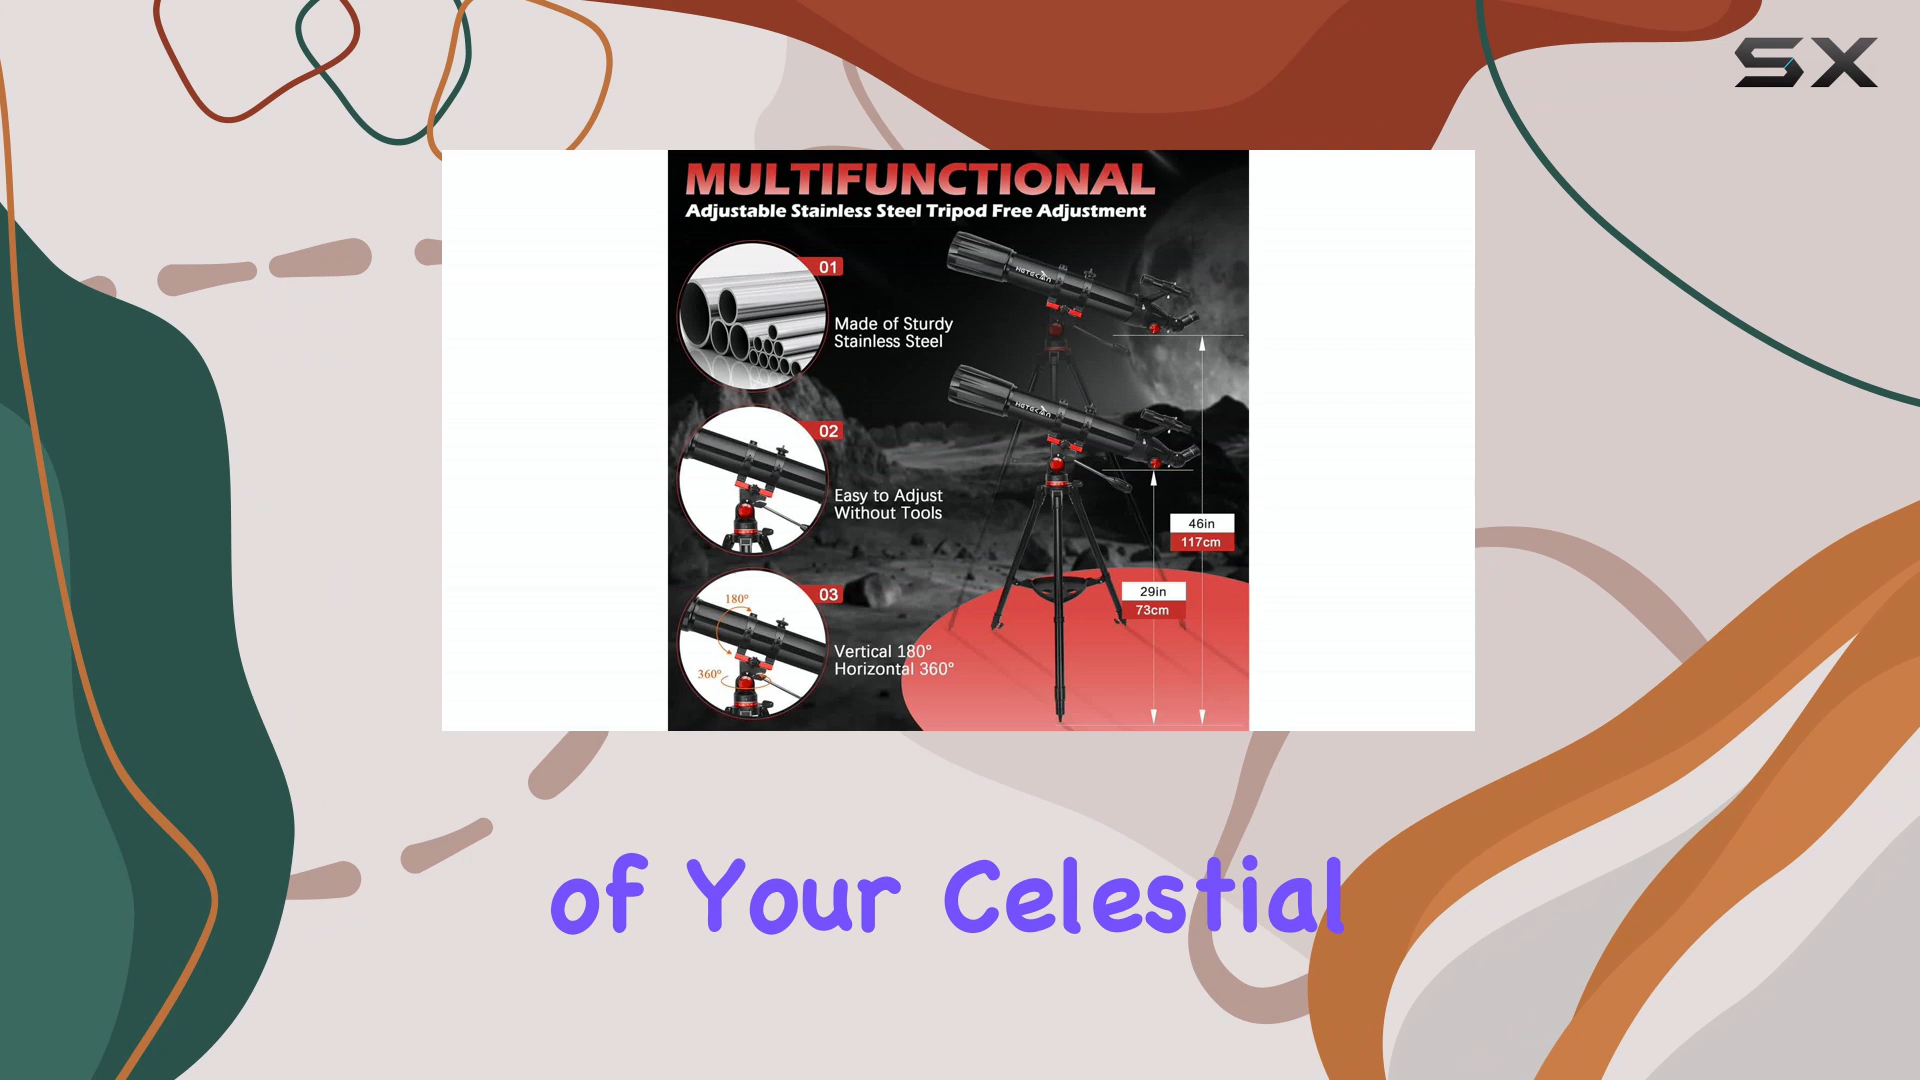 SX
MULTIFUNCTIONAL
Adjustable Stainless Steel Tripod Free Adjustment
01
Made of Sturdy
Stainless Steel
02
Easy to Adjust
Without Tools
03
180°
360°
Vertical 180°
Horizontal 360°
46in
117cm
29in
73cm
of Your Celestial